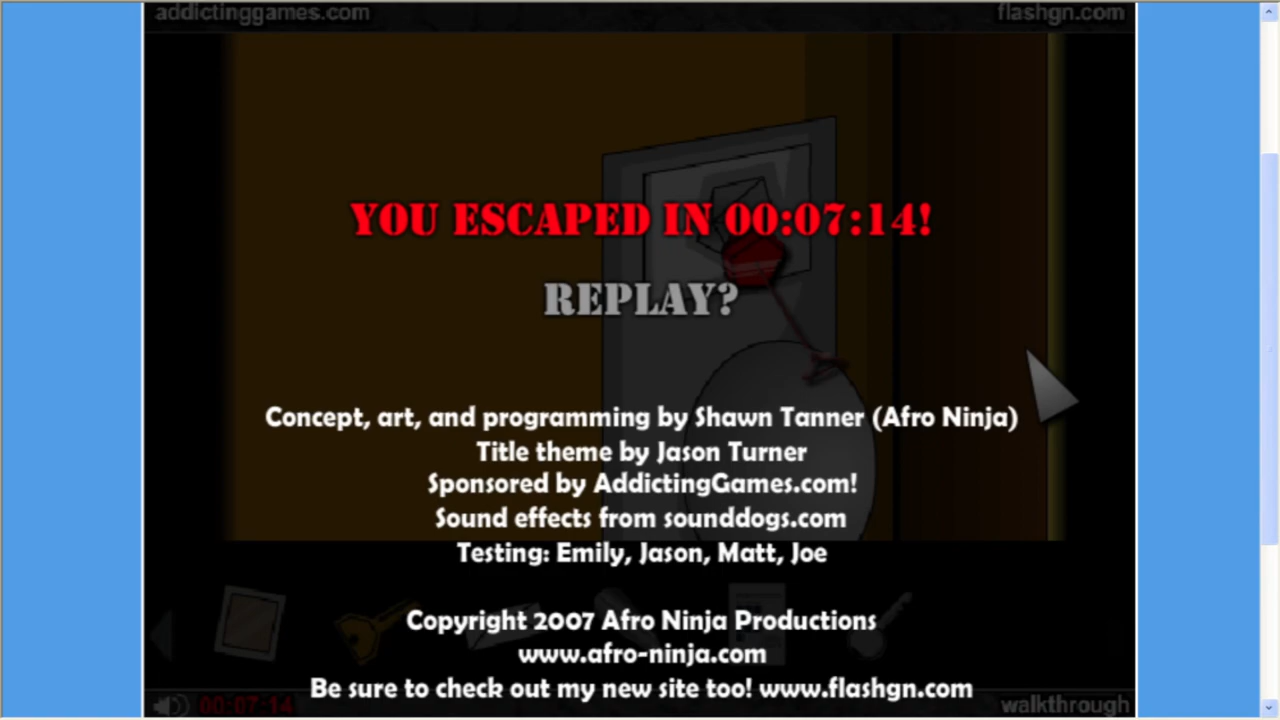 addictinggames.com
flashgn.com
YOU ESCAPED IN 00:07:14!
REPLAY?
Concept, art, and programming by Shawn Tanner (Afro Ninja)
Title theme by Jason Turner
Sponsored by AddictingGames.com!
Sound effects from sounddogs.com
Testing: Emily, Jason, Matt, Joe
Copyright 2007 Afro Ninja Productions
www.afro-ninja.com
Be sure to check out my new site too! www.flashgn.com
00:07:14
walkthrough